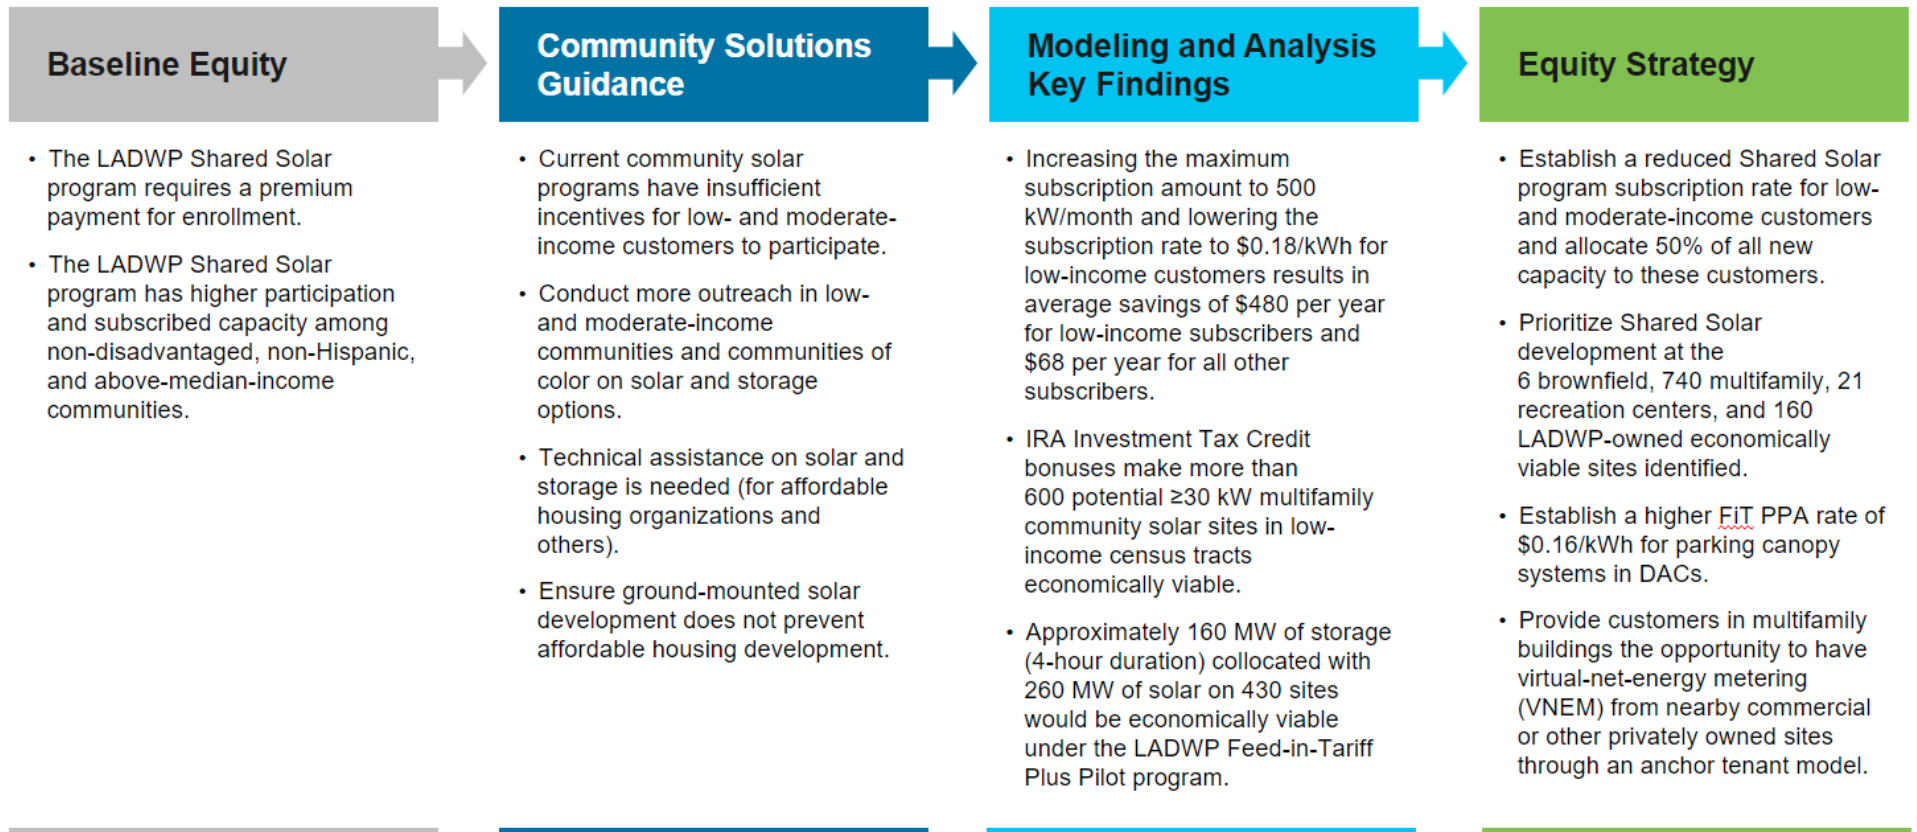 Baseline Equity
• The LADWP Shared Solar
program requires a premium
payment for enrollment.
• The LADWP Shared Solar
program has higher participation
and subscribed capacity among
non-disadvantaged, non-Hispanic,
and above-median-income
communities.
Community Solutions
Guidance
• Current community solar
programs have insufficient
incentives for low- and moderate-
income customers to participate.
• Conduct more outreach in low-
and moderate-income
communities and communities of
color on solar and storage
options.
• Technical assistance on solar and
storage is needed (for affordable
housing organizations and
others).
• Ensure ground-mounted solar
development does not prevent
affordable housing development.
Modeling and Analysis
Key Findings
• Increasing the maximum
subscription amount to 500
kW/month and lowering the
subscription rate to $0.18/kWh for
low-income customers results in
average savings of $480 per year
for low-income subscribers and
$68 per year for all other
subscribers.
• IRA Investment Tax Credit
bonuses make more than
600 potential ≥30 kW multifamily
community solar sites in low-
income census tracts
economically viable.
• Approximately 160 MW of storage
(4-hour duration) collocated with
260 MW of solar on 430 sites
would be economically viable
under the LADWP Feed-in-Tariff
Plus Pilot program.
Equity Strategy
• Establish a reduced Shared Solar
program subscription rate for low-
and moderate-income customers
and allocate 50% of all new
capacity to these customers.
• Prioritize Shared Solar
development at the
6 brownfield, 740 multifamily, 21
recreation centers, and 160
LADWP-owned economically
viable sites identified.
• Establish a higher FiT PPA rate of
$0.16/kWh for parking canopy
systems in DACs.
• Provide customers in multifamily
buildings the opportunity to have
virtual-net-energy metering
(VNEM) from nearby commercial
or other privately owned sites
through an anchor tenant model.